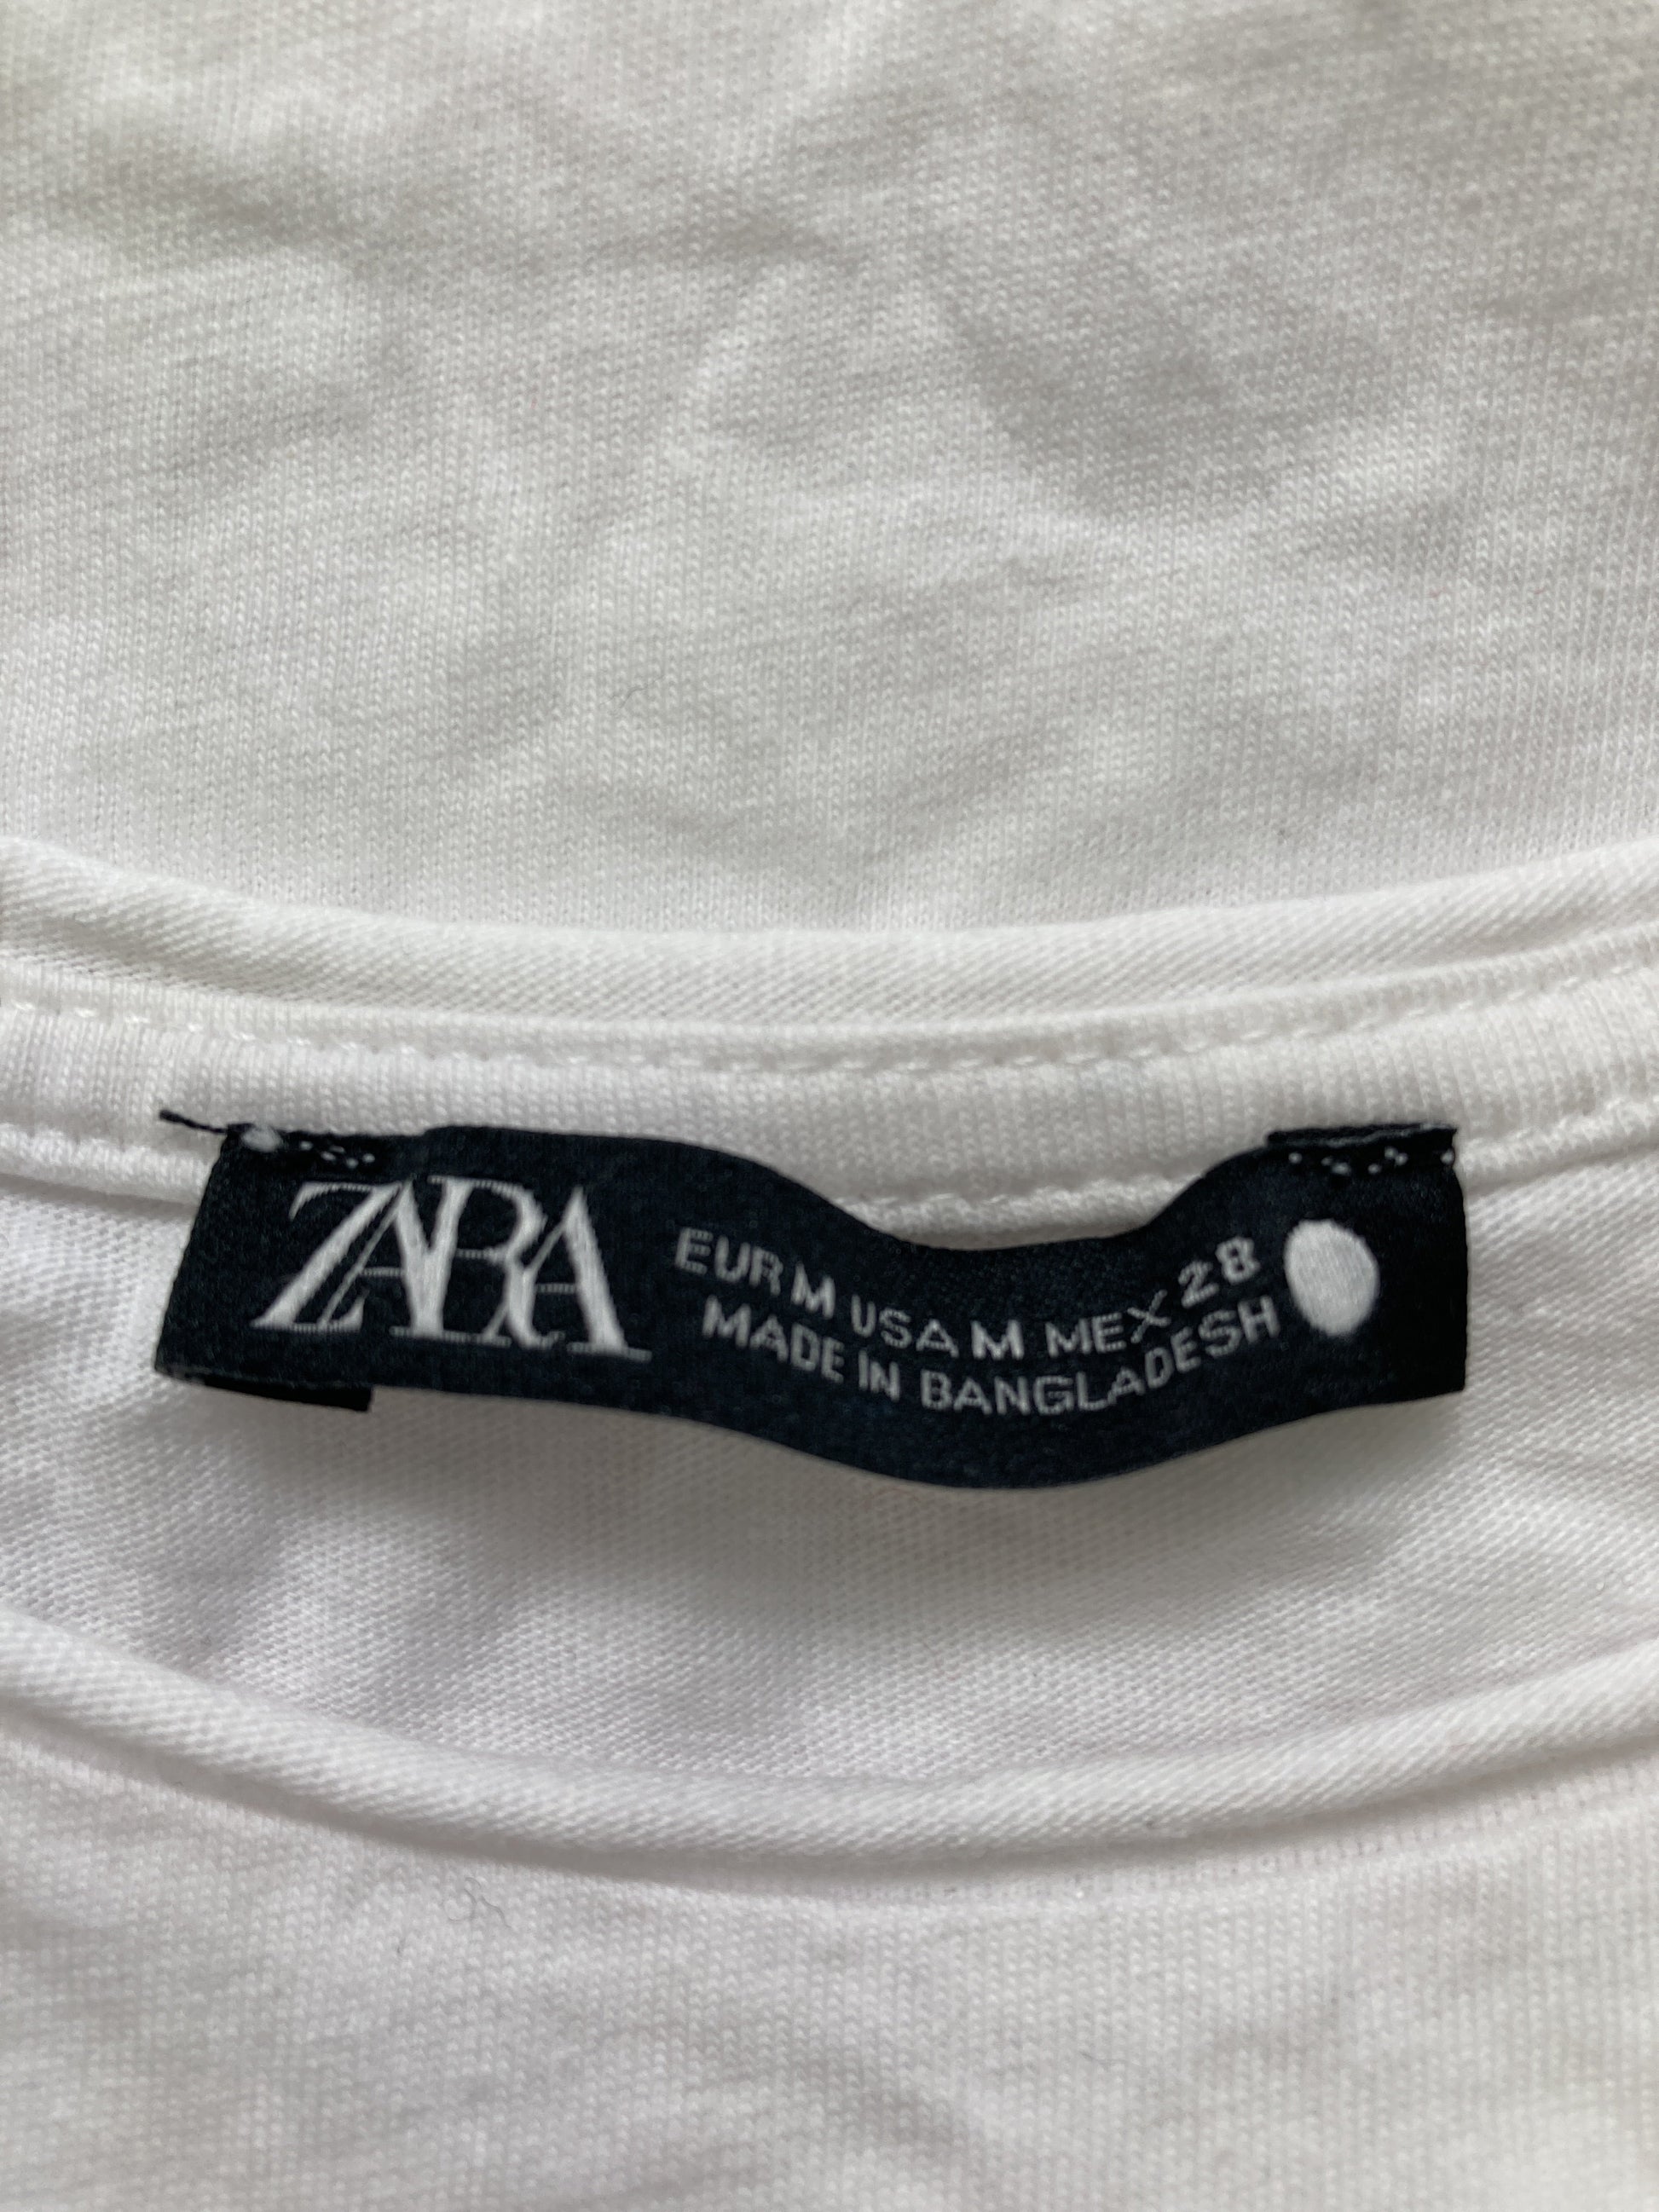 ZARA
EUR M USA M MEX 28
MADE IN BANGLADESH